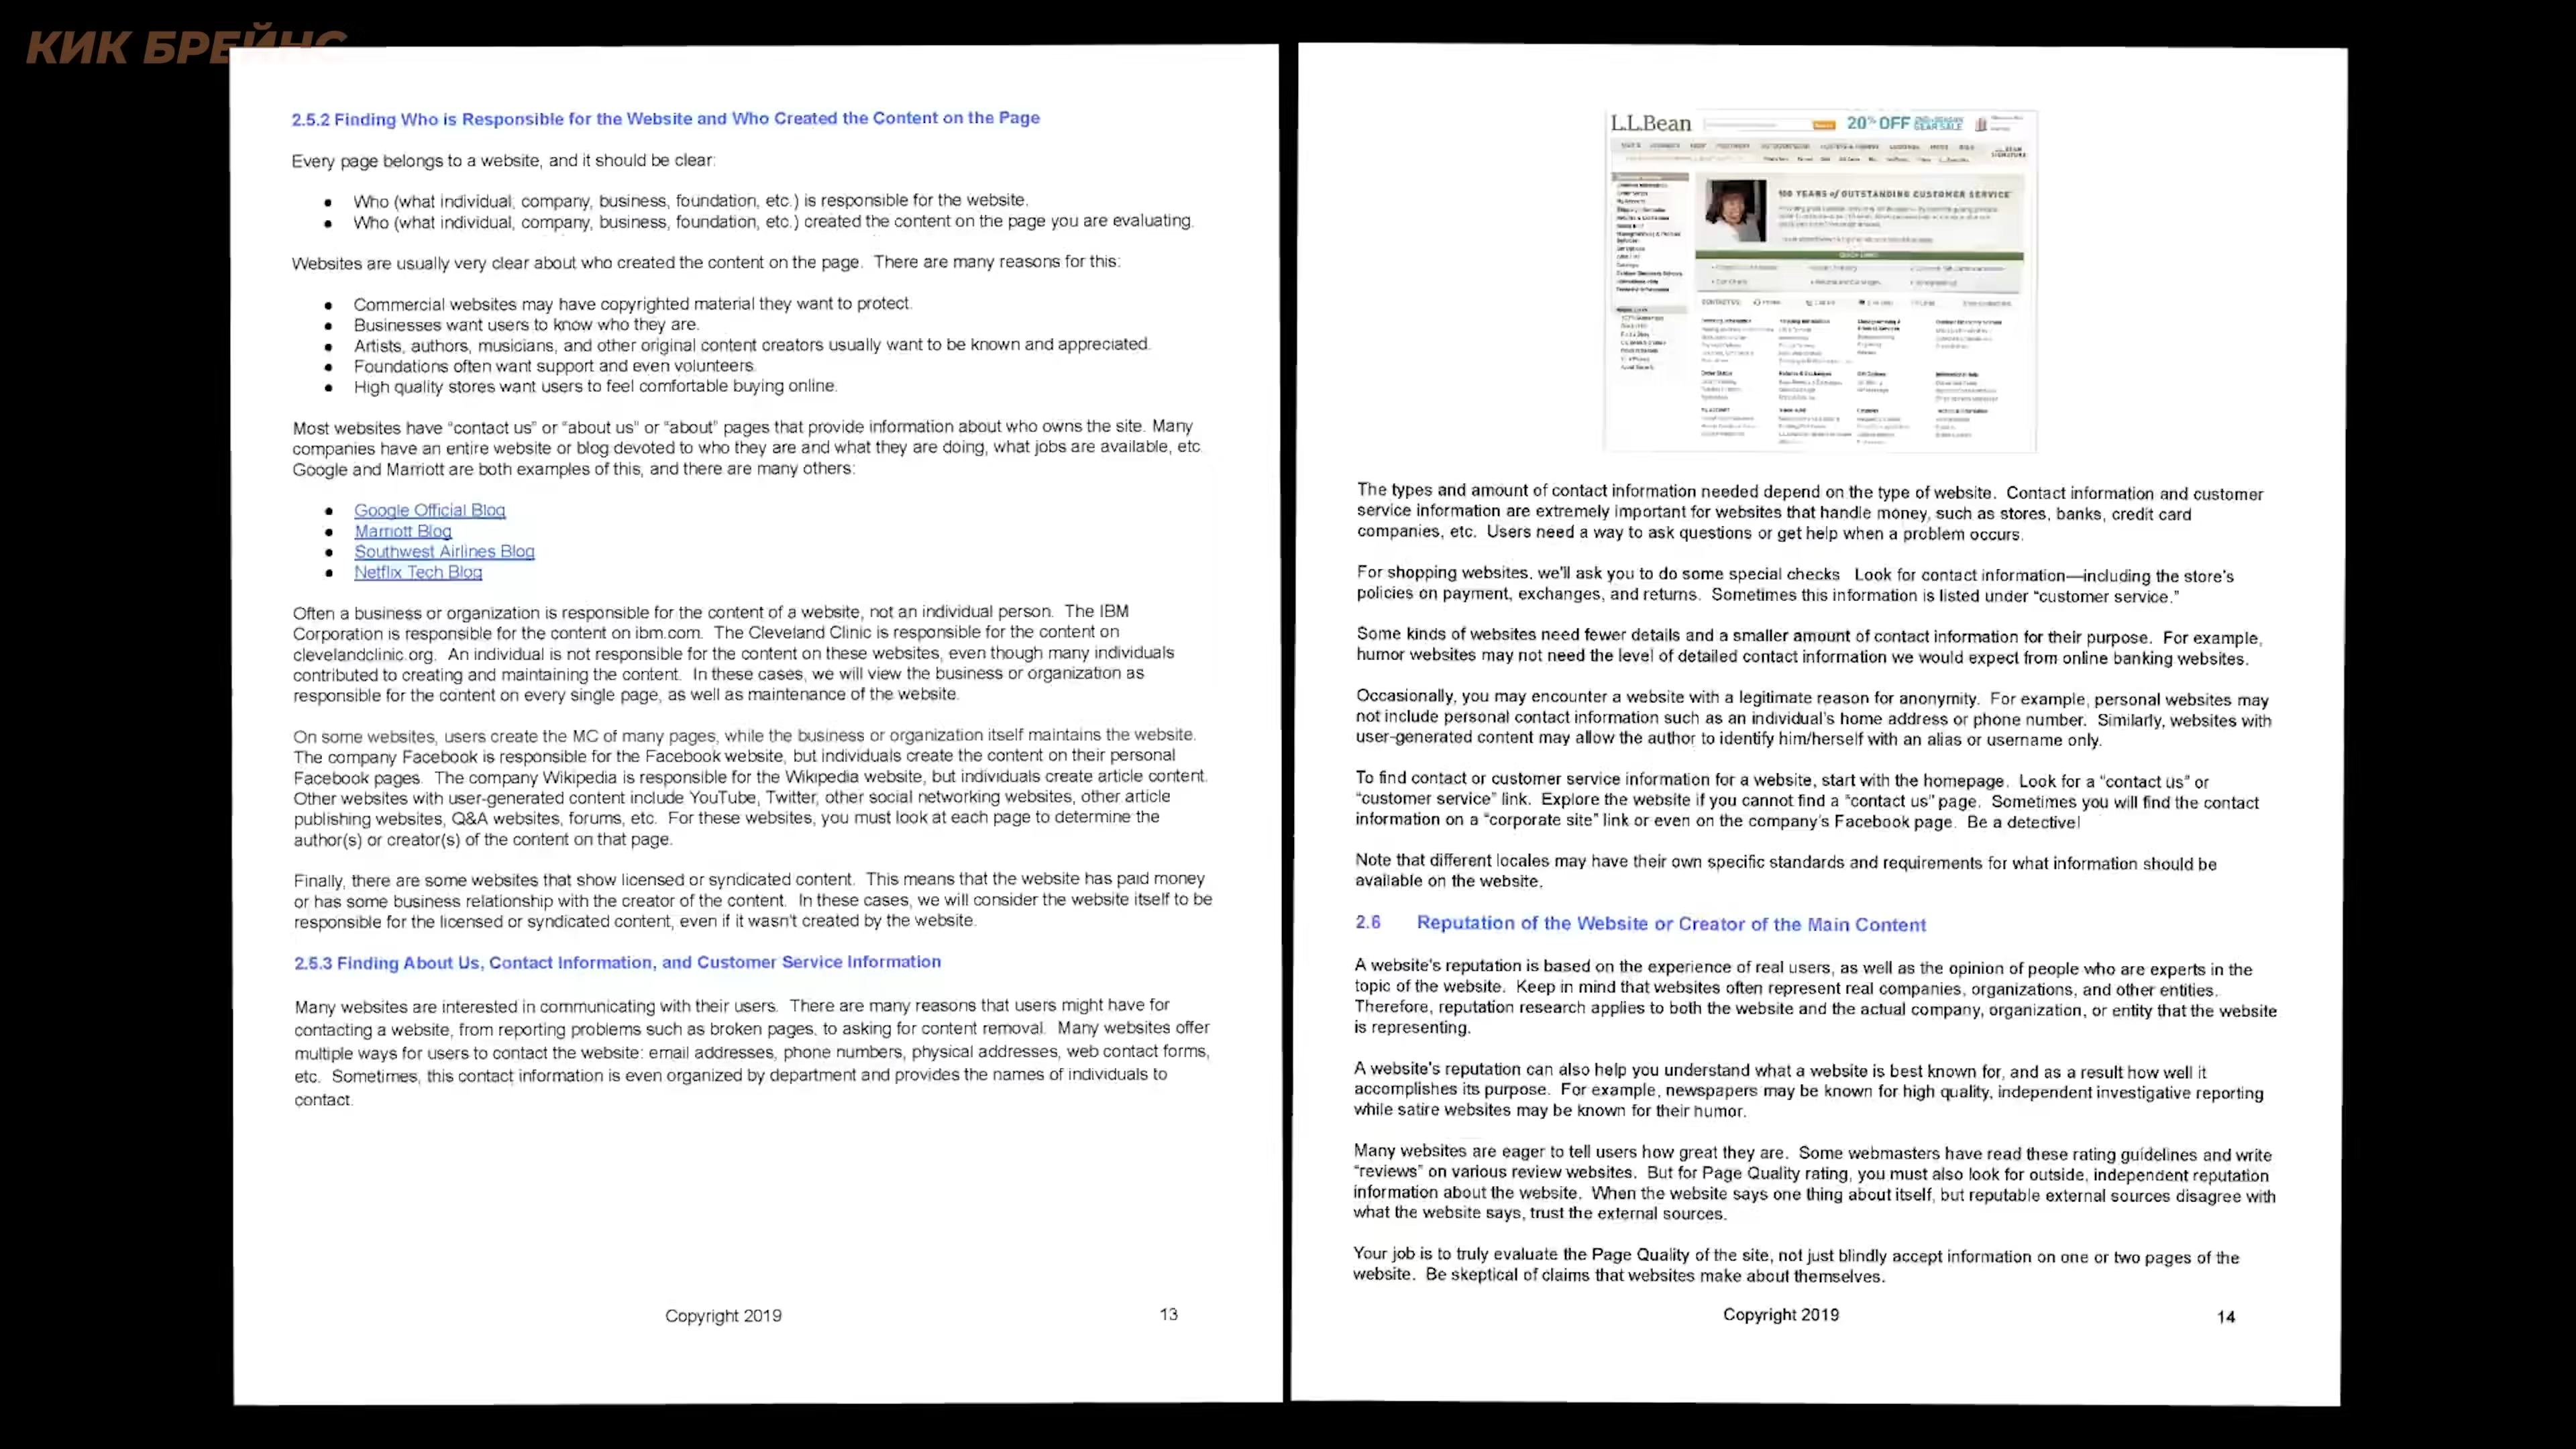 КИК БРЕЙНС
2.5.2 Finding Who is Responsible for the Website and Who Created the Content on the Page
Every page belongs to a website, and it should be clear:
● Who (what individual, company, business, foundation, etc.) is responsible for the website.
● Who (what individual, company, business, foundation, etc.) created the content on the page you are evaluating.
Websites are usually very clear about who created the content on the page. There are many reasons for this:
● Commercial websites may have copyrighted material they want to protect.
● Businesses want users to know who they are.
● Artists, authors, musicians, and other original content creators usually want to be known and appreciated.
● Foundations often want support and even volunteers.
● High quality stores want users to feel comfortable buying online.
Most websites have “contact us” or “about us” or “about” pages that provide information about who owns the site. Many
companies have an entire website or blog devoted to who they are and what they are doing, what jobs are available, etc.
Google and Marriott are both examples of this, and there are many others:
● Google Official Blog
● Marriott Blog
● Southwest Airlines Blog
● Netflix Tech Blog
Often a business or organization is responsible for the content of a website, not an individual person. The IBM
Corporation is responsible for the content on ibm.com. The Cleveland Clinic is responsible for the content on
clevelandclinic.org. An individual is not responsible for the content on these websites, even though many individuals
contributed to creating and maintaining the content. In these cases, we will view the business or organization as
responsible for the content on every single page, as well as maintenance of the website.
On some websites, users create the MC of many pages, while the business or organization itself maintains the website.
The company Facebook is responsible for the Facebook website, but individuals create the content on their personal
Facebook pages. The company Wikipedia is responsible for the Wikipedia website, but individuals create article content.
Other websites with user-generated content include YouTube, Twitter, other social networking websites, other article
publishing websites, Q&A websites, forums, etc. For these websites, you must look at each page to determine the
author(s) or creator(s) of the content on that page.
Finally, there are some websites that show licensed or syndicated content. This means that the website has paid money
or has some business relationship with the creator of the content. In these cases, we will consider the website itself to be
responsible for the licensed or syndicated content, even if it wasn't created by the website.
2.5.3 Finding About Us, Contact Information, and Customer Service Information
Many websites are interested in communicating with their users. There are many reasons that users might have for
contacting a website, from reporting problems such as broken pages, to asking for content removal. Many websites offer
multiple ways for users to contact the website: email addresses, phone numbers, physical addresses, web contact forms,
etc. Sometimes, this contact information is even organized by department and provides the names of individuals to
contact.
Copyright 2019
13
L.L.Bean
20% OFF
100 YEARS of OUTSTANDING CUSTOMER SERVICE
The types and amount of contact information needed depend on the type of website. Contact information and customer
service information are extremely important for websites that handle money, such as stores, banks, credit card
companies, etc. Users need a way to ask questions or get help when a problem occurs.
For shopping websites, we'll ask you to do some special checks. Look for contact information—including the store's
policies on payment, exchanges, and returns. Sometimes this information is listed under “customer service.”
Some kinds of websites need fewer details and a smaller amount of contact information for their purpose. For example,
humor websites may not need the level of detailed contact information we would expect from online banking websites.
Occasionally, you may encounter a website with a legitimate reason for anonymity. For example, personal websites may
not include personal contact information such as an individual's home address or phone number. Similarly, websites with
user-generated content may allow the author to identify him/herself with an alias or username only.
To find contact or customer service information for a website, start with the homepage. Look for a “contact us” or
“customer service” link. Explore the website if you cannot find a “contact us” page. Sometimes you will find the contact
information on a “corporate site” link or even on the company's Facebook page. Be a detective!
Note that different locales may have their own specific standards and requirements for what information should be
available on the website.
2.6 Reputation of the Website or Creator of the Main Content
A website's reputation is based on the experience of real users, as well as the opinion of people who are experts in the
topic of the website. Keep in mind that websites often represent real companies, organizations, and other entities.
Therefore, reputation research applies to both the website and the actual company, organization, or entity that the website
is representing.
A website's reputation can also help you understand what a website is best known for, and as a result how well it
accomplishes its purpose. For example, newspapers may be known for high quality, independent investigative reporting
while satire websites may be known for their humor.
Many websites are eager to tell users how great they are. Some webmasters have read these rating guidelines and write
“reviews” on various review websites. But for Page Quality rating, you must also look for outside, independent reputation
information about the website. When the website says one thing about itself, but reputable external sources disagree with
what the website says, trust the external sources.
Your job is to truly evaluate the Page Quality of the site, not just blindly accept information on one or two pages of the
website. Be skeptical of claims that websites make about themselves.
Copyright 2019
14